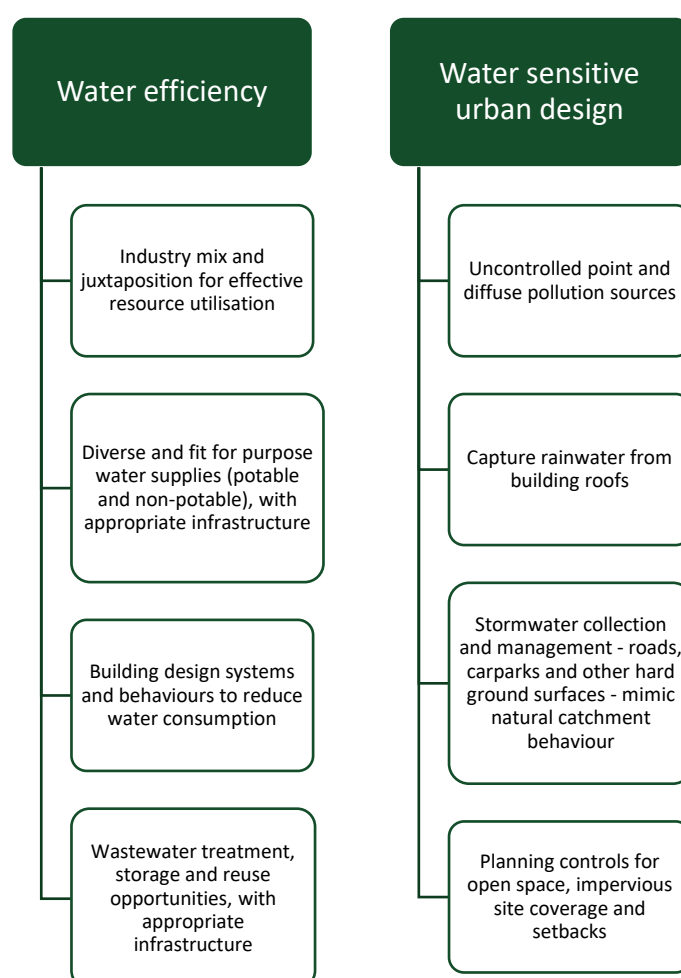 Water efficiency
Industry mix and
juxtaposition for effective
resource utilisation
Diverse and fit for purpose
water supplies (potable
and non-potable), with
appropriate infrastructure
Building design systems
and behaviours to reduce
water consumption
Wastewater treatment,
storage and reuse
opportunities, with
appropriate
infrastructure
Water sensitive
urban design
Uncontrolled point and
diffuse pollution sources
Capture rainwater from
building roofs
Stormwater collection
and management - roads,
carparks and other hard
ground surfaces - mimic
natural catchment
behaviour
Planning controls for
open space, impervious
site coverage and
setbacks